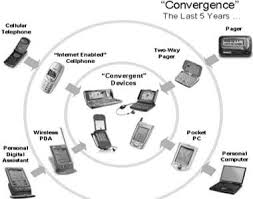 "Convergence"
The Last 5 Years ...
Cellular
Telephone
Pager
"Internet Enabled"
Cellphone
Two-Way
Pager
"Convergent"
Devices
Wireless
PDA
Pocket
PC
Personal
Digital
Assistant
Personal
Computer